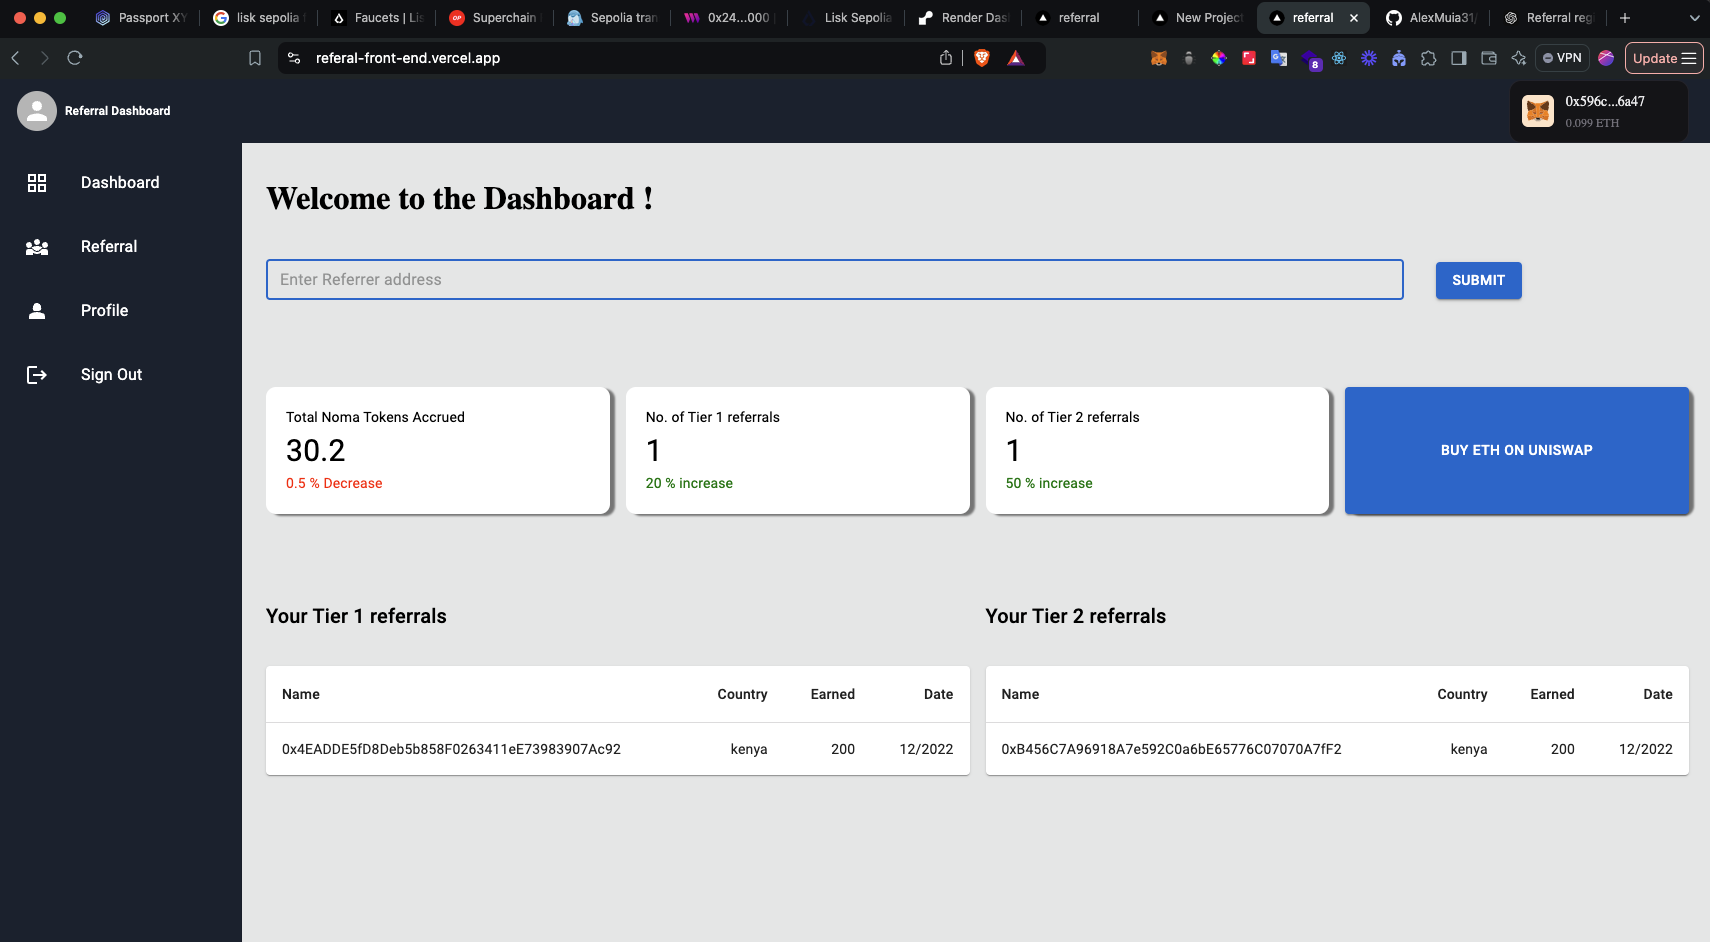 Passport XY
lisk sepolia
Faucets | Lis
Superchain
Sepolia tran
0x24...000
Lisk Sepolia
Render Das
referral
New Project
referral
AlexMuia31/
Referral reg
referal-front-end.vercel.app
8
VPN
Update
Referral Dashboard
0x596c...6a47
0.099 ETH
Dashboard
Referral
Profile
Sign Out
Welcome to the Dashboard !
Enter Referrer address
SUBMIT
Total Noma Tokens Accrued
30.2
0.5 % Decrease
No. of Tier 1 referrals
1
20 % increase
No. of Tier 2 referrals
1
50 % increase
BUY ETH ON UNISWAP
Your Tier 1 referrals
Name Country Earned Date
0x4EADDE5fD8Deb5b858F0263411eE73983907Ac92 kenya 200 12/2022
Your Tier 2 referrals
Name Country Earned Date
0xB456C7A96918A7e592C0a6bE65776C07070A7fF2 kenya 200 12/2022